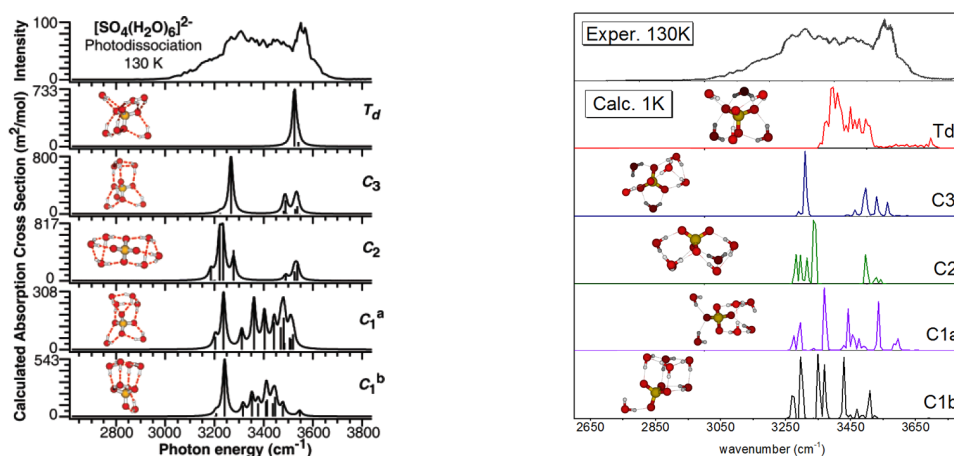 [SO₄(H₂O)₆]²⁻
Photodissociation
130 K
100
50
0
Intensity
733
0
T_d
800
0
C₃
817
0
C₂
308
0
C₁ᵃ
543
0
C₁ᵇ
Calculated Absorption Cross Section (m²/mol)
2800 3000 3200 3400 3600 3800
Photon energy (cm⁻¹)
Exper. 130K
Calc. 1K
Td
C3
C2
C1a
C1b
2650 2850 3050 3250 3450 3650
wavenumber (cm⁻¹)